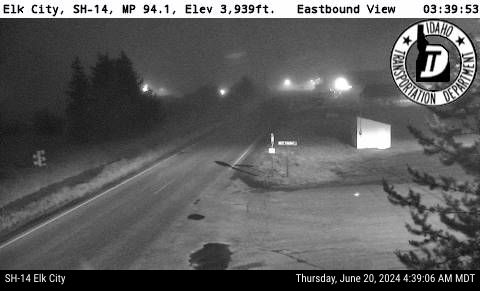 Elk City, SH-14, MP 94.1, Elev 3,939ft. Eastbound View 03:39:53
IDAHO
TRANSPORTATION DEPARTMENT
SH-14 Elk City Thursday, June 20, 2024 4:39:06 AM MDT